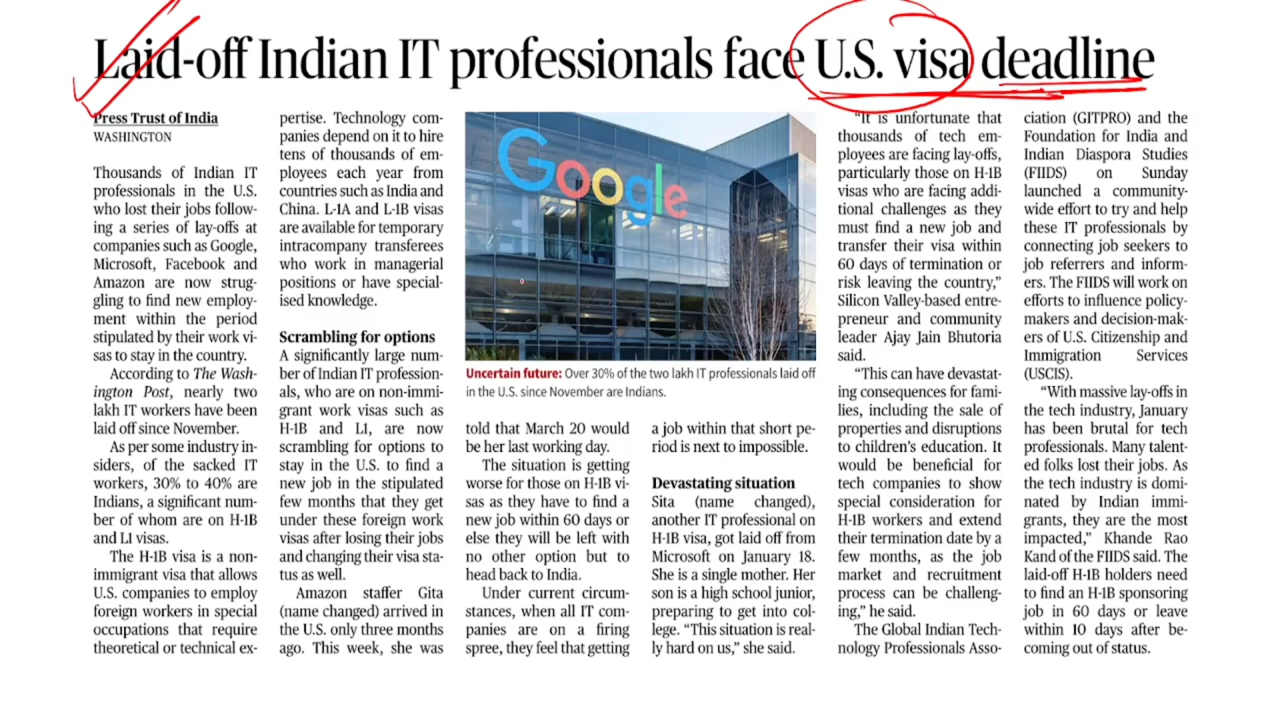 Laid-off Indian IT professionals face U.S. visa deadline
Press Trust of India
WASHINGTON
Thousands of Indian IT
professionals in the U.S.
who lost their jobs follow-
ing a series of lay-offs at
companies such as Google,
Microsoft, Facebook and
Amazon are now strug-
gling to find new employ-
ment within the period
stipulated by their work vi-
sas to stay in the country.
According to The Wash-
ington Post, nearly two
lakh IT workers have been
laid off since November.
As per some industry in-
siders, of the sacked IT
workers, 30% to 40% are
Indians, a significant num-
ber of whom are on H-1B
and L1 visas.
The H-1B visa is a non-
immigrant visa that allows
U.S. companies to employ
foreign workers in special
occupations that require
theoretical or technical ex-
pertise. Technology com-
panies depend on it to hire
tens of thousands of em-
ployees each year from
countries such as India and
China. L-1A and L-1B visas
are available for temporary
intracompany transferees
who work in managerial
positions or have special-
ised knowledge.
Scrambling for options
A significantly large num-
ber of Indian IT profession-
als, who are on non-immi-
grant work visas such as
H-1B and L1, are now
scrambling for options to
stay in the U.S. to find a
new job in the stipulated
few months that they get
under these foreign work
visas after losing their jobs
and changing their visa sta-
tus as well.
Amazon staffer Gita
(name changed) arrived in
the U.S. only three months
ago. This week, she was
Google
Uncertain future: Over 30% of the two lakh IT professionals laid off
in the U.S. since November are Indians.
told that March 20 would
be her last working day.
The situation is getting
worse for those on H-1B vi-
sas as they have to find a
new job within 60 days or
else they will be left with
no other option but to
head back to India.
Under current circum-
stances, when all IT com-
panies are on a firing
spree, they feel that getting
a job within that short pe-
riod is next to impossible.
Devastating situation
Sita (name changed),
another IT professional on
H-1B visa, got laid off from
Microsoft on January 18.
She is a single mother. Her
son is a high school junior,
preparing to get into col-
lege. “This situation is real-
ly hard on us,” she said.
“It is unfortunate that
thousands of tech em-
ployees are facing lay-offs,
particularly those on H-1B
visas who are facing addi-
tional challenges as they
must find a new job and
transfer their visa within
60 days of termination or
risk leaving the country,”
Silicon Valley-based entre-
preneur and community
leader Ajay Jain Bhutoria
said.
“This can have devastat-
ing consequences for fami-
lies, including the sale of
properties and disruptions
to children’s education. It
would be beneficial for
tech companies to show
special consideration for
H-1B workers and extend
their termination date by a
few months, as the job
market and recruitment
process can be challeng-
ing,” he said.
The Global Indian Tech-
nology Professionals Asso-
ciation (GITPRO) and the
Foundation for India and
Indian Diaspora Studies
(FIIDS) on Sunday
launched a community-
wide effort to try and help
these IT professionals by
connecting job seekers to
job referrers and inform-
ers. The FIIDS will work on
efforts to influence policy-
makers and decision-mak-
ers of U.S. Citizenship and
Immigration Services
(USCIS).
“With massive lay-offs in
the tech industry, January
has been brutal for tech
professionals. Many talent-
ed folks lost their jobs. As
the tech industry is domi-
nated by Indian immi-
grants, they are the most
impacted,” Khande Rao
Kand of the FIIDS said. The
laid-off H-1B holders need
to find an H-1B sponsoring
job in 60 days or leave
within 10 days after be-
coming out of status.